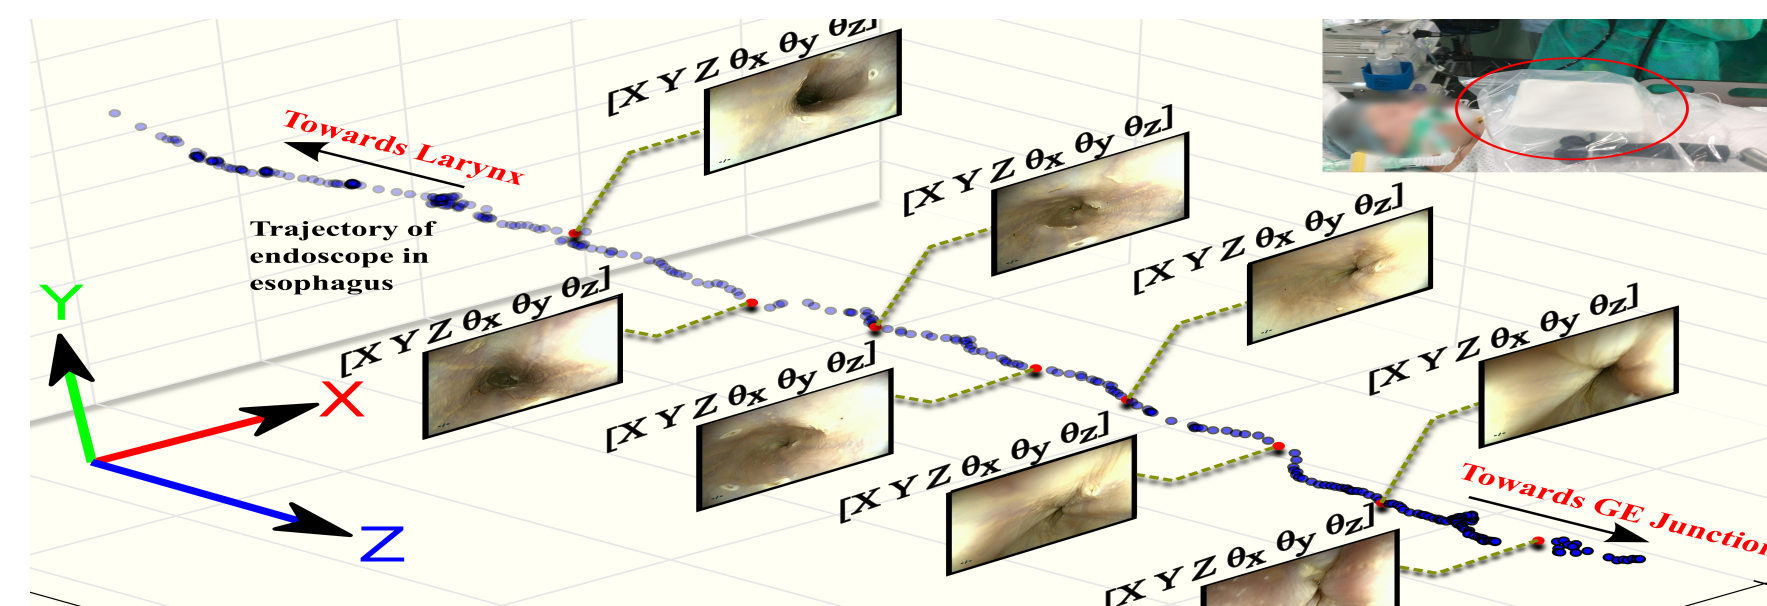 [X Y Z θx θy θz]
Towards Larynx
[X Y Z θx θy θz]
[X Y Z θx θy θz]
Trajectory of
endoscope in
esophagus
Y
[X Y Z θx θy θz]
[X Y Z θx θy θz]
X
[X Y Z θx θy θz]
[X Y Z θx θy θz]
Towards GE Junction
Z
[X Y Z θx θy θz]
[X Y Z θx θy θz]